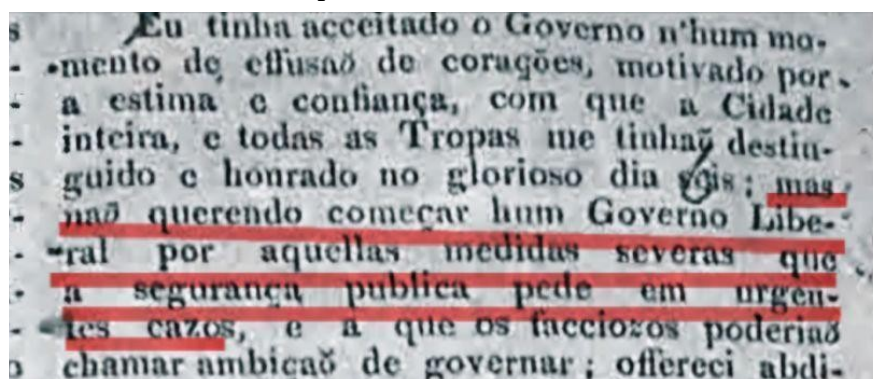 Eu tinha acceitado o Governo n'hum mo-
mento de effusaõ de corações, motivado por
a estima e confiança, com que a Cidade
inteira, e todas as Tropas me tinhaõ destin-
guido e honrado no glorioso dia seis; mas
naõ querendo começar hum Governo Libe-
ral por aquellas medidas severas que
a segurança publica pede em urgen-
tes cazos, e a que os facciozos poderiaõ
chamar ambiçaõ de governar; offereci abdi-